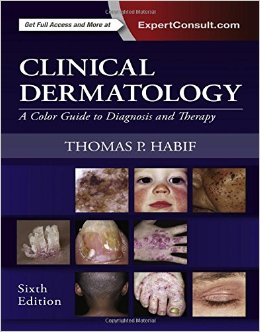 Get Full Access and More at
ExpertConsult.com
CLINICAL
DERMATOLOGY
A Color Guide to Diagnosis and Therapy
THOMAS P. HABIF
Sixth
Edition